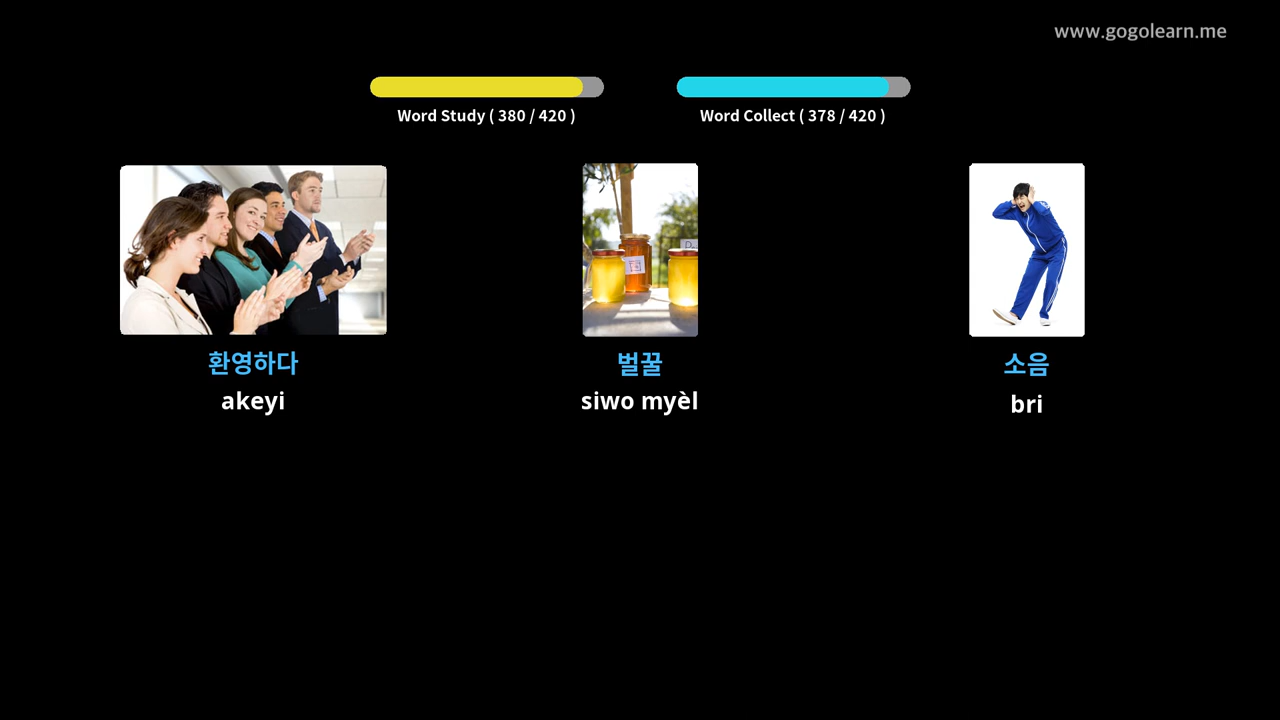 www.gogolearn.me
Word Study ( 380 / 420 )
Word Collect ( 378 / 420 )
환영하다
akeyi
벌꿀
siwo myèl
소음
bri